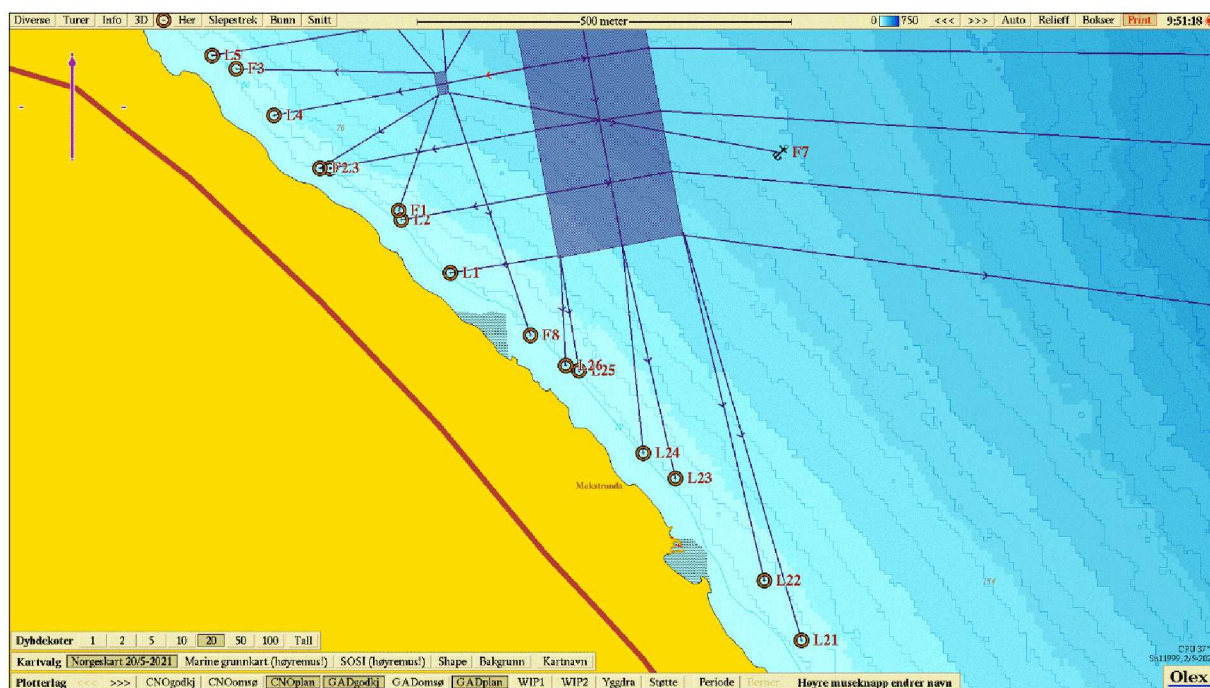 Diverse Turer Info 3D Her Slepestrek Bunn Snitt 500 meter 0 750 <<< >>> Auto Relieff Bokser Print 9:51:18
L5
F3
L4
76
F7
F2,3
F1
L2
L1
F8
L26
L25
L24
Mekstranda
L23
L22
154
L21
Dybdekoter 1 2 5 10 20 50 100 Tall
Kartvalg Norgeskart 20/5-2021 Marine grunnkart (høyremus!) SOSI (høyremus!) Shape Bakgrunn Kartnavn
Plotterlag <<< >>> CNOgodkj CNOomsø CNOplan GADgodkj GADomsø GADplan WIP1 WIP2 Yggdra Støtte Periode Berner Høyre museknapp endrer navn
Olex